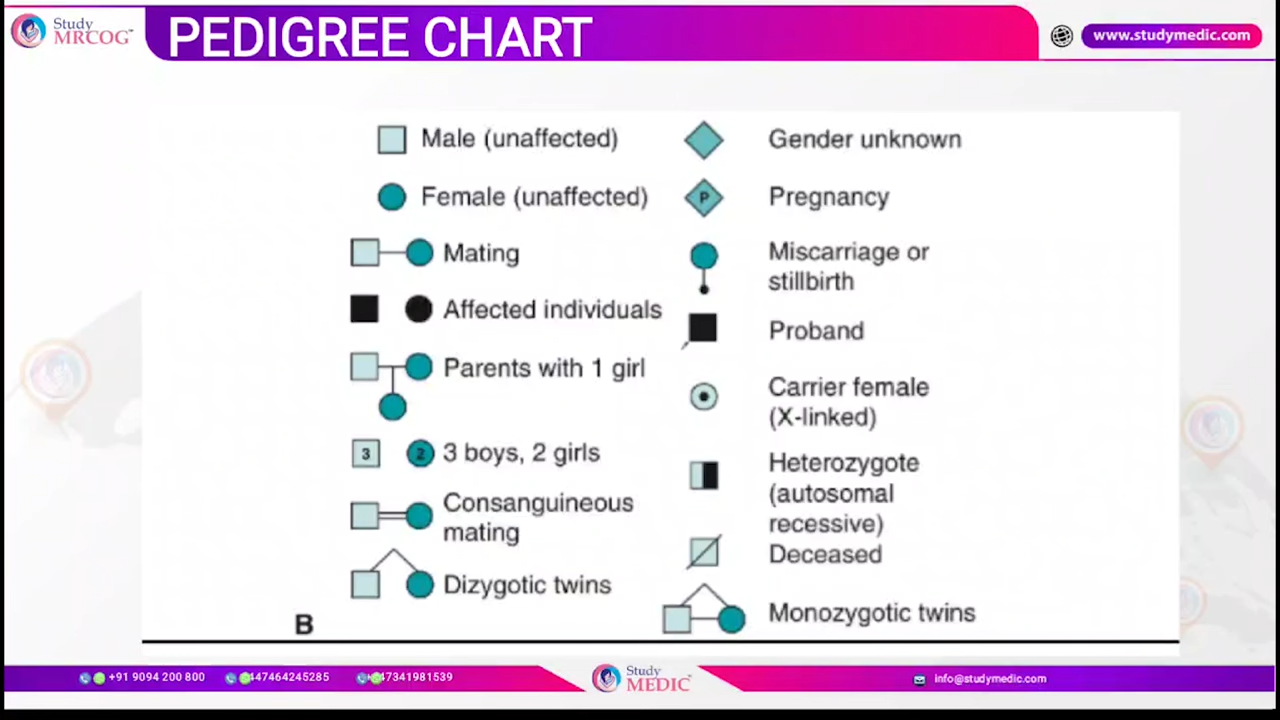 Study
MRCOG
PEDIGREE CHART
www.studymedic.com
Male (unaffected)
Female (unaffected)
Mating
Affected individuals
Parents with 1 girl
3 2 3 boys, 2 girls
Consanguineous
mating
Dizygotic twins
B
Gender unknown
P Pregnancy
Miscarriage or
stillbirth
Proband
Carrier female
(X-linked)
Heterozygote
(autosomal
recessive)
Deceased
Monozygotic twins
+91 9094 200 800
447464245285
47341981539
Study
MEDIC
info@studymedic.com